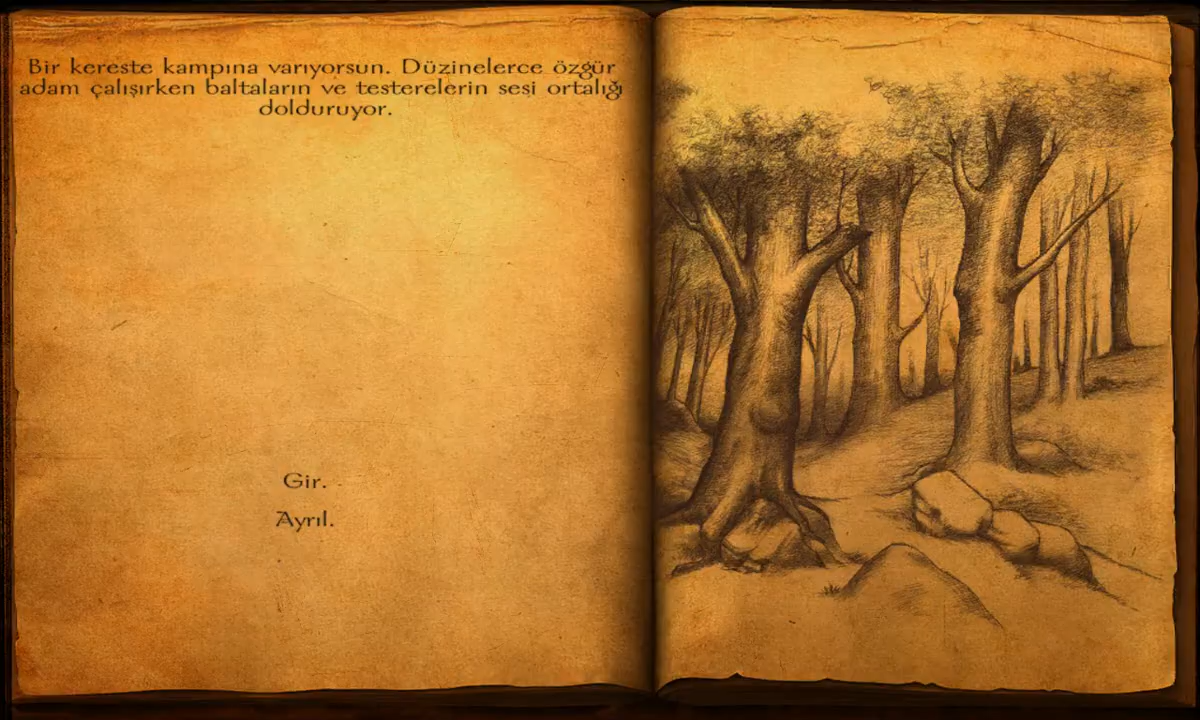 Bir kereste kampına varıyorsun. Düzinelerce özgür
adam çalışırken baltaların ve testerelerin sesi ortalığı
dolduruyor.
Gir.
Ayrıl.